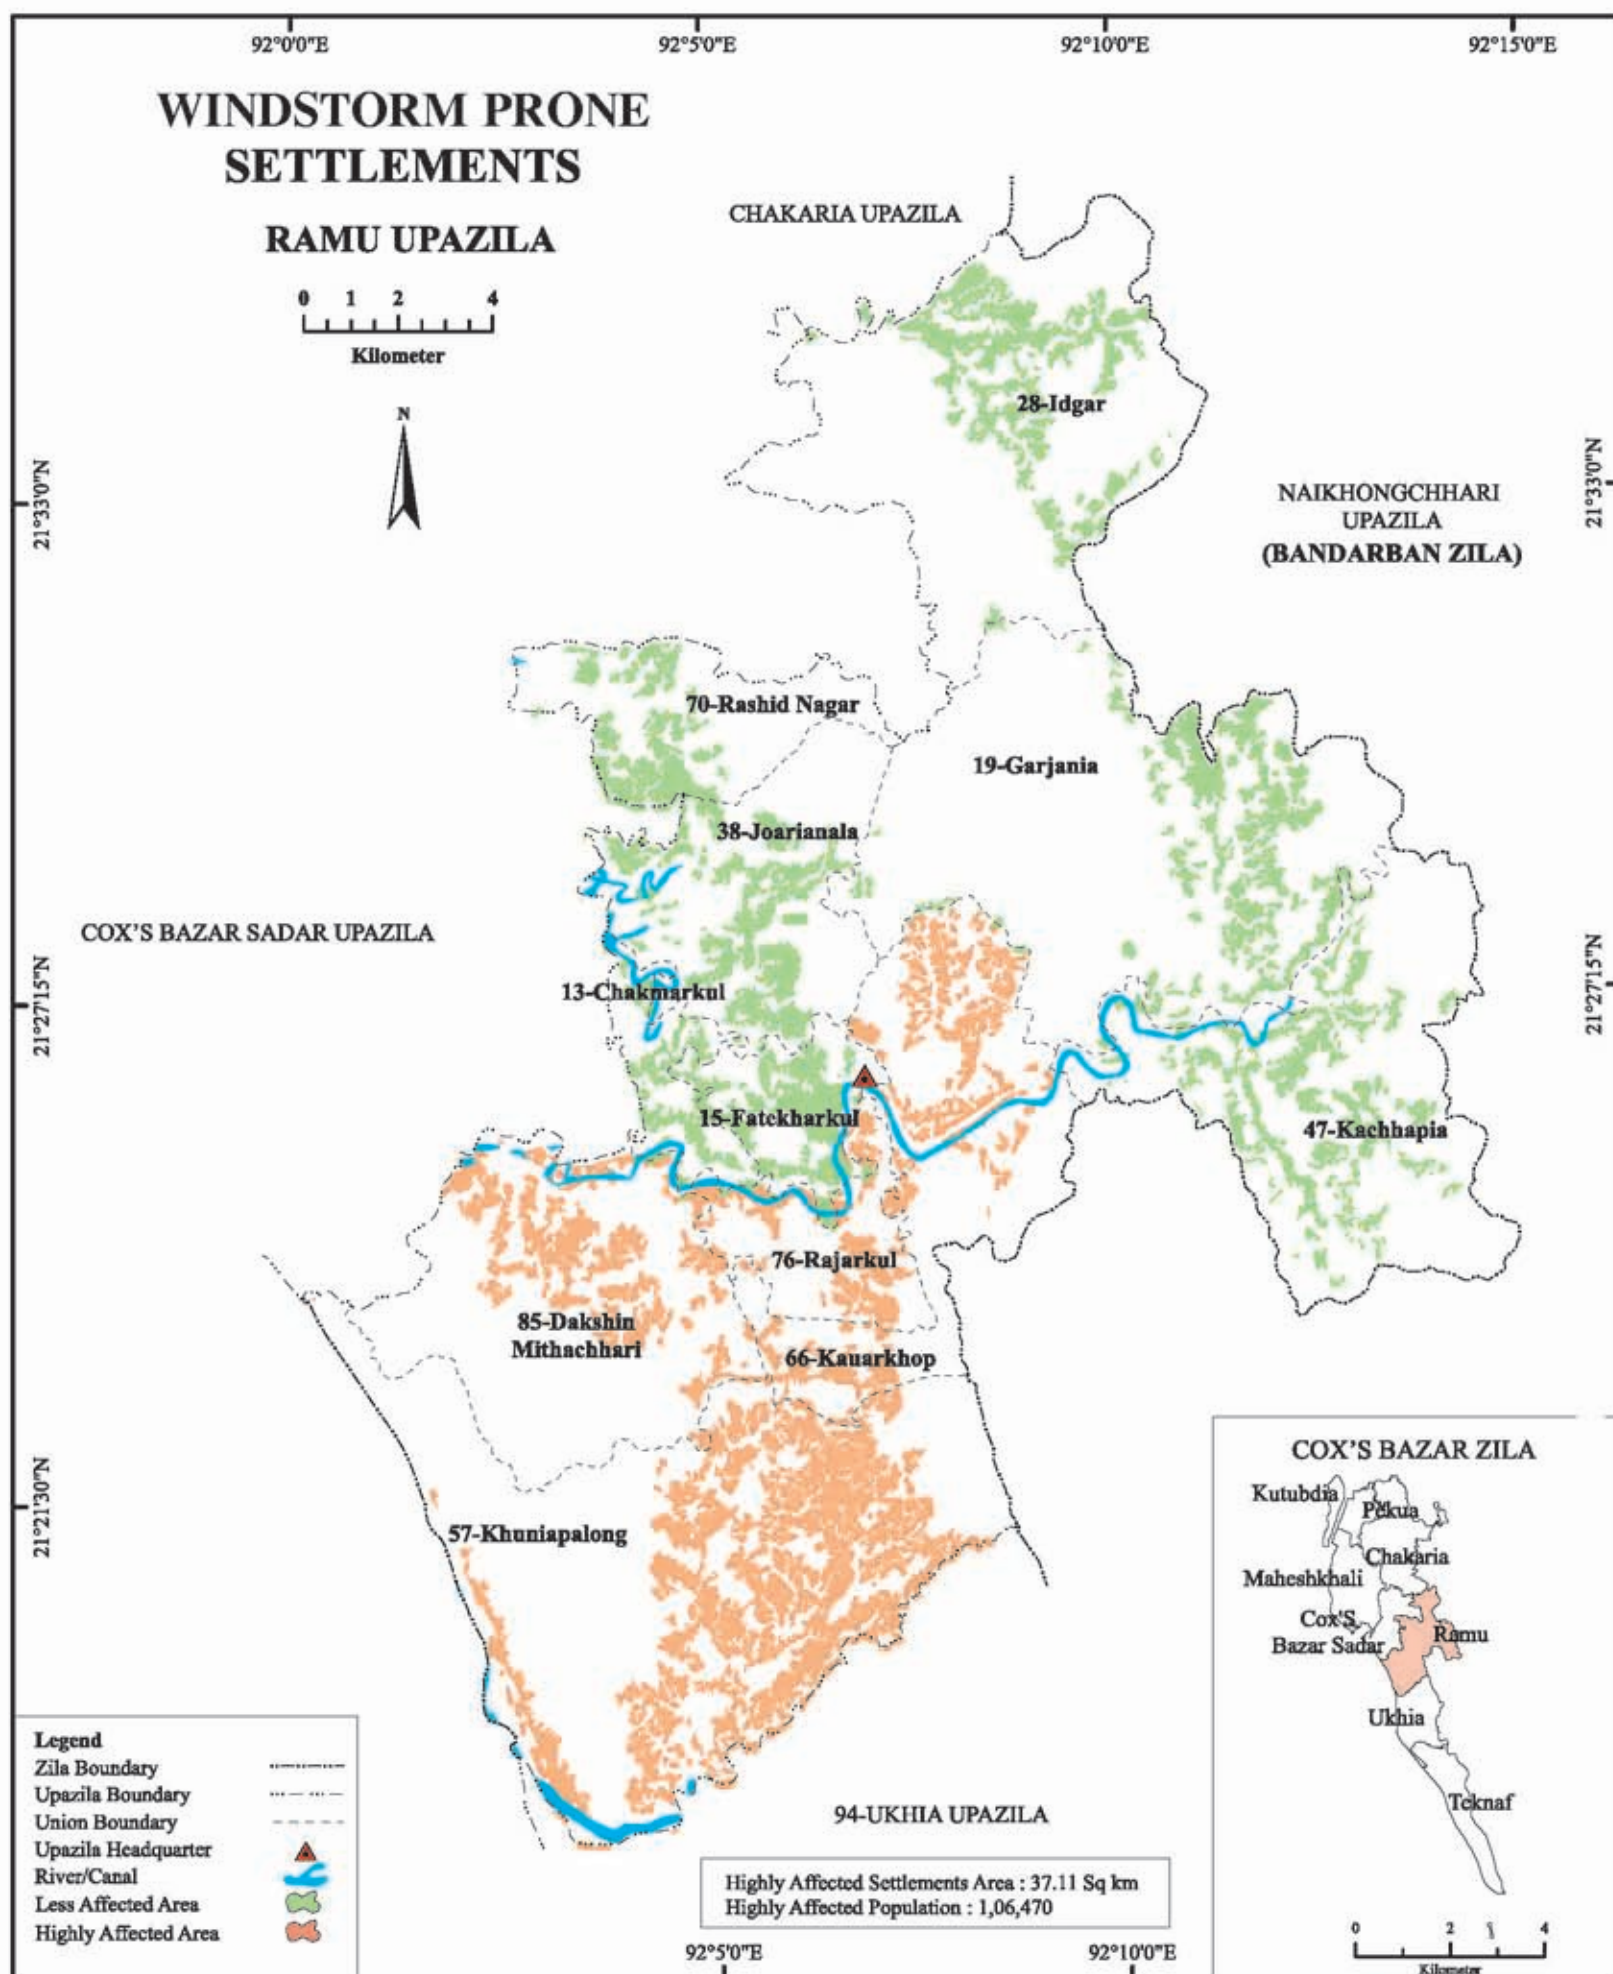 92°0'0"E
92°5'0"E
92°10'0"E
92°15'0"E
WINDSTORM PRONE
SETTLEMENTS
RAMU UPAZILA
0 1 2 4
Kilometer
N
CHAKARIA UPAZILA
28-Idgar
21°33'0"N
21°33'0"N
NAIKHONGCHHARI
UPAZILA
(BANDARBAN ZILA)
70-Rashid Nagar
19-Garjania
38-Joarianala
COX'S BAZAR SADAR UPAZILA
13-Chakmarkul
21°27'15"N
21°27'15"N
15-Fatekharkul
47-Kachhapia
76-Rajarkul
85-Dakshin
Mithachhari
66-Kauarkhop
21°21'30"N
57-Khuniapalong
COX'S BAZAR ZILA
Kutubdia
Pekua
Chakaria
Maheshkhali
Cox'S
Bazar Sadar
Ramu
Ukhia
Teknaf
0 2 3 4
Kilometer
94-UKHIA UPAZILA
Legend
Zila Boundary
Upazila Boundary
Union Boundary
Upazila Headquarter
River/Canal
Less Affected Area
Highly Affected Area
Highly Affected Settlements Area : 37.11 Sq km
Highly Affected Population : 1,06,470
92°5'0"E
92°10'0"E